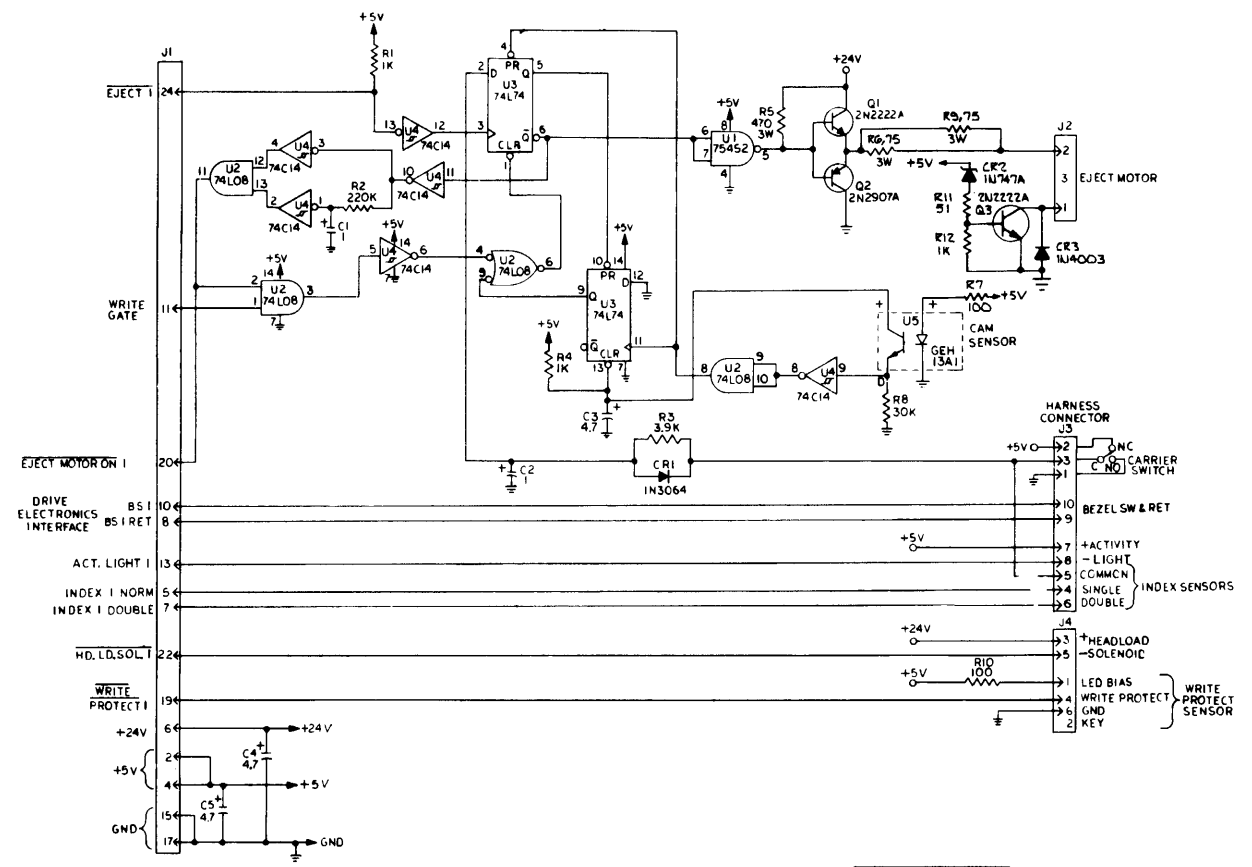 +5V
J1
R1
1K
EJECT 1
24
13
U4
12
74C14
4
PR
2
D
Q
5
U3
74L74
3
Q
6
CLR
1
+5V
8
6
7
U1
75452
5
4
R5
470
3W
+24V
Q1
2N2222A
Q2
2N2907A
R9,75
3W
R6,75
3W
J2
2
3
1
EJECT MOTOR
+5V
CR2
1N747A
R11
51
2N2222A
Q3
R12
1K
CR3
1N4003
11
U2
74L08
12
13
4
U4
3
74C14
2
U4
1
74C14
R2
220K
C1
1
+
10
U4
11
74C14
+5V
14
5
U4
6
7
74C14
4
9
U2
74L08
6
WRITE
GATE
11
+5V
14
2
1
U2
74L08
3
7
+5V
10
14
PR
12
D
9
Q
U3
74L74
11
Q
CLR
13
7
+5V
R4
1K
C3
4.7
+
8
U2
74L08
9
10
8
U4
9
74C14
R7
100
+5V
+
+
U5
GEH
13A1
CAM
SENSOR
D
R8
30K
EJECT MOTOR ON 1
20
+
C2
1
R3
3.9K
CR1
1N3064
HARNESS
CONNECTOR
J3
+5V
2
NC
3
C
NO
1
CARRIER
SWITCH
DRIVE
ELECTRONICS
INTERFACE
BS 1
10
10
BS 1 RET
8
9
BEZEL SW & RET
+5V
7
+ACTIVITY
ACT. LIGHT 1
13
8
-LIGHT
5
COMMON
INDEX 1 NORM
5
4
SINGLE
INDEX 1 DOUBLE
7
6
DOUBLE
INDEX SENSORS
J4
+24V
3
+HEADLOAD
HD. LD. SOL. 1
22
5
-SOLENOID
+5V
R10
100
1
LED BIAS
WRITE
PROTECT 1
19
4
WRITE PROTECT
6
GND
2
KEY
WRITE
PROTECT
SENSOR
+24V
6
+24V
C4
4.7
+
+5V
2
4
+5V
C5
4.7
+
GND
15
17
GND